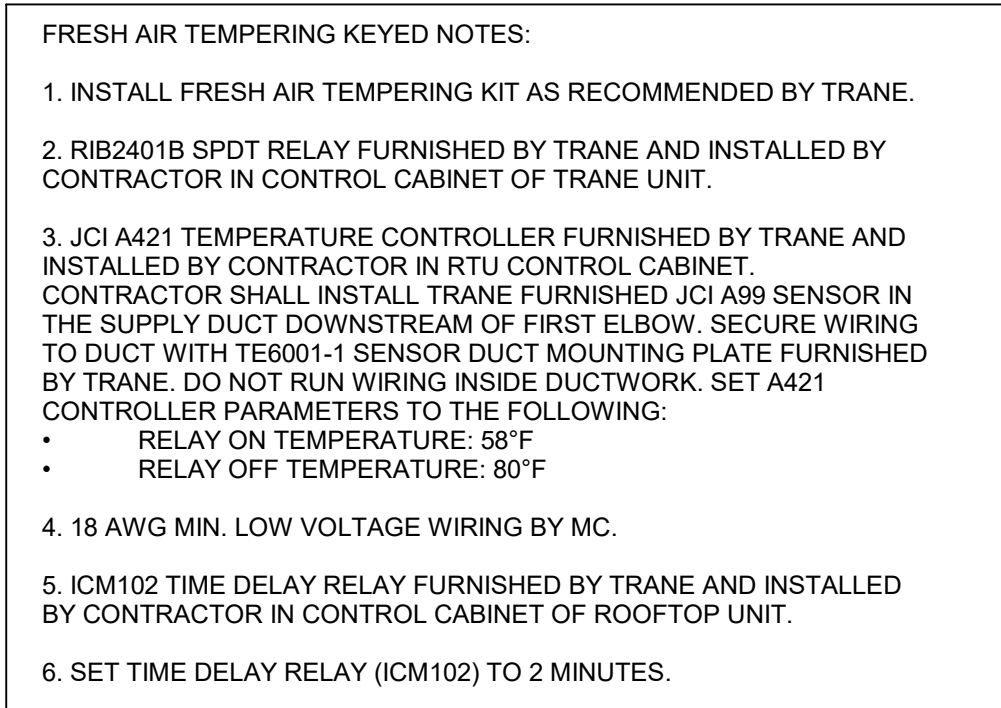 FRESH AIR TEMPERING KEYED NOTES:
1. INSTALL FRESH AIR TEMPERING KIT AS RECOMMENDED BY TRANE.
2. RIB2401B SPDT RELAY FURNISHED BY TRANE AND INSTALLED BY
CONTRACTOR IN CONTROL CABINET OF TRANE UNIT.
3. JCI A421 TEMPERATURE CONTROLLER FURNISHED BY TRANE AND
INSTALLED BY CONTRACTOR IN RTU CONTROL CABINET.
CONTRACTOR SHALL INSTALL TRANE FURNISHED JCI A99 SENSOR IN
THE SUPPLY DUCT DOWNSTREAM OF FIRST ELBOW. SECURE WIRING
TO DUCT WITH TE6001-1 SENSOR DUCT MOUNTING PLATE FURNISHED
BY TRANE. DO NOT RUN WIRING INSIDE DUCTWORK. SET A421
CONTROLLER PARAMETERS TO THE FOLLOWING:
• RELAY ON TEMPERATURE: 58°F
• RELAY OFF TEMPERATURE: 80°F
4. 18 AWG MIN. LOW VOLTAGE WIRING BY MC.
5. ICM102 TIME DELAY RELAY FURNISHED BY TRANE AND INSTALLED
BY CONTRACTOR IN CONTROL CABINET OF ROOFTOP UNIT.
6. SET TIME DELAY RELAY (ICM102) TO 2 MINUTES.